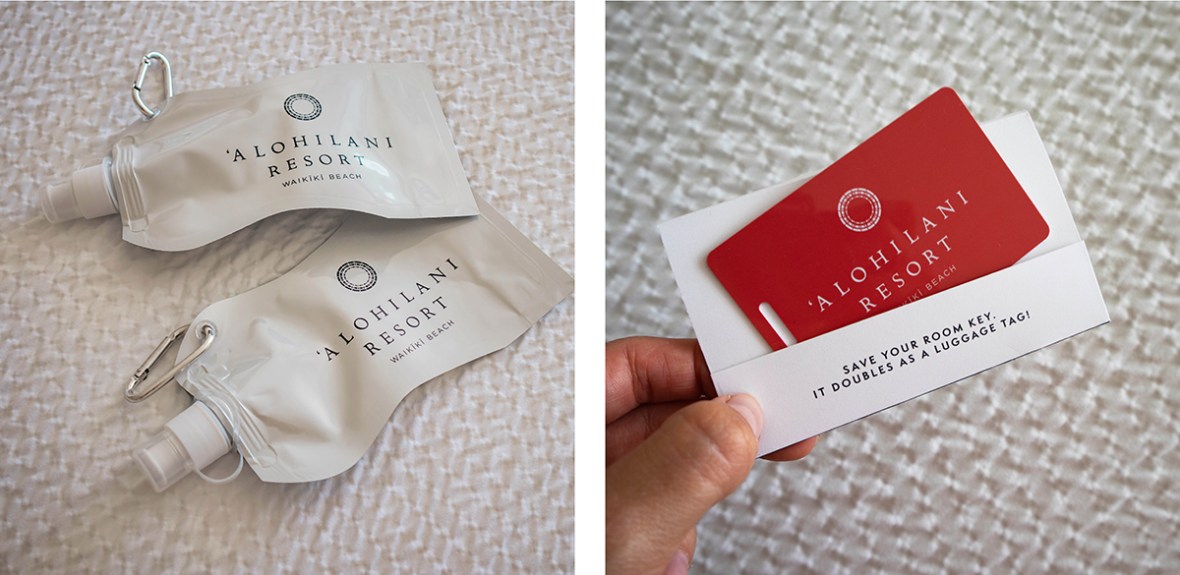 ‘ALOHILANI
RESORT
WAIKĪKĪ BEACH
‘ALOHILANI
RESORT
WAIKĪKĪ BEACH
‘ALOHILANI
RESORT
WAIKĪKĪ BEACH
SAVE YOUR ROOM KEY.
IT DOUBLES AS A LUGGAGE TAG!